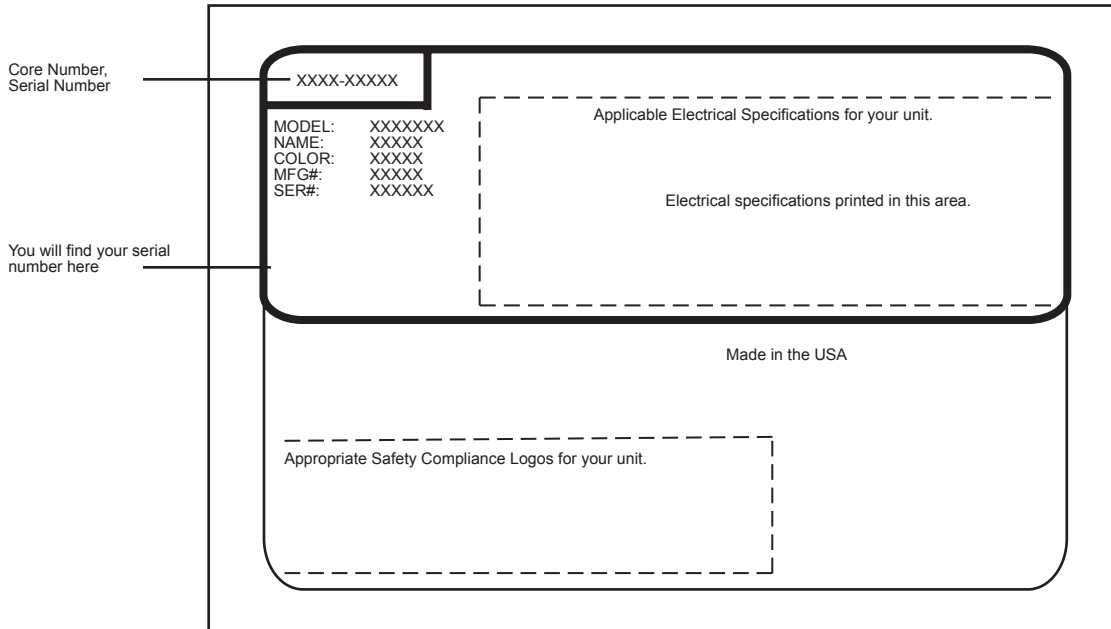 Core Number,
Serial Number
XXXX-XXXXX
MODEL: XXXXXXX
NAME: XXXXX
COLOR: XXXXX
MFG#: XXXXX
SER#: XXXXXX
Applicable Electrical Specifications for your unit.
Electrical specifications printed in this area.
You will find your serial
number here
Made in the USA
Appropriate Safety Compliance Logos for your unit.